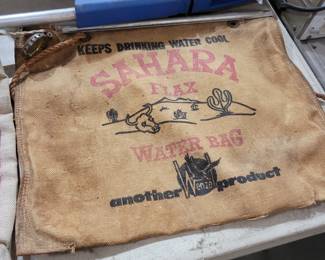 KEEPS DRINKING WATER COOL
SAHARA
FLAX
WATER BAG
another Wenzel product